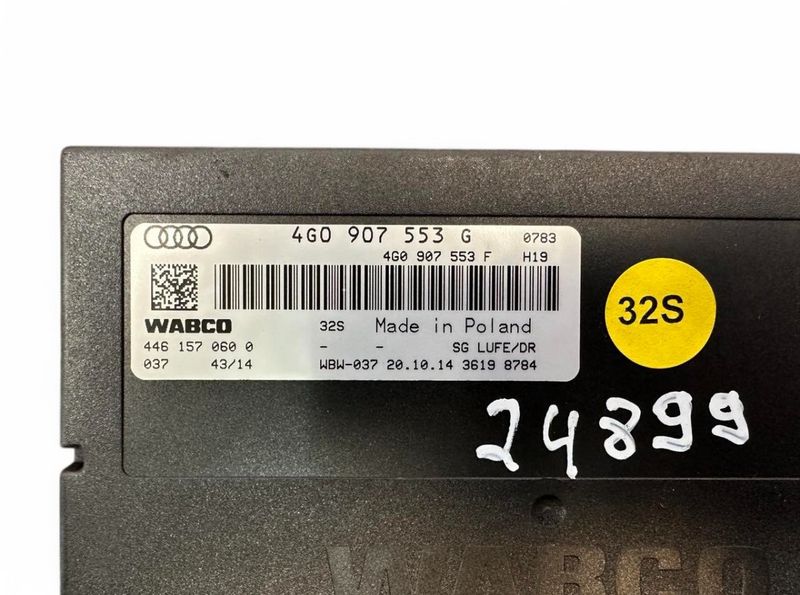 4G0 907 553 G 0783
4G0 907 553 F H19
WABCO 32S Made in Poland
446 157 060 0 - - SG LUFE/DR
037 43/14 WBW-037 20.10.14 3619 8784
32S
24899
WABCO